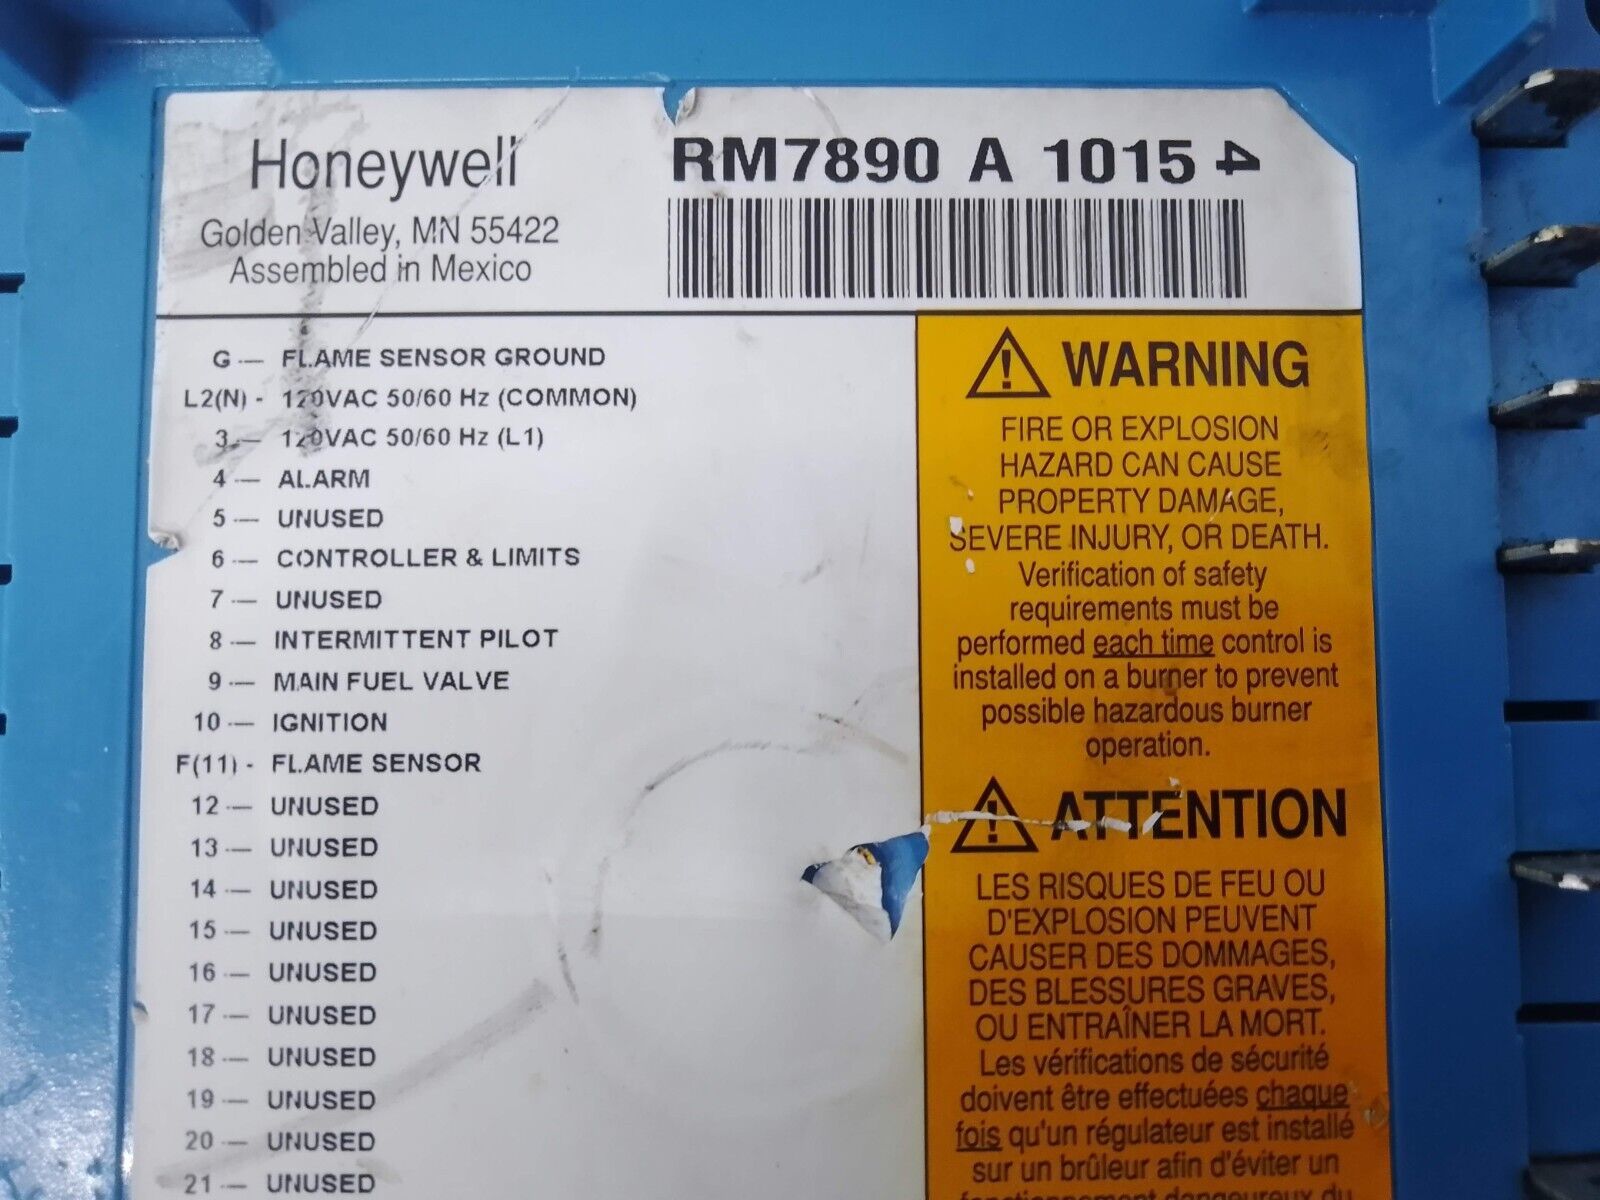 Honeywell
Golden Valley, MN 55422
Assembled in Mexico
RM7890 A 1015 4
G — FLAME SENSOR GROUND
L2(N) - 120VAC 50/60 Hz (COMMON)
3 — 120VAC 50/60 Hz (L1)
4 — ALARM
5 — UNUSED
6 — CONTROLLER & LIMITS
7 — UNUSED
8 — INTERMITTENT PILOT
9 — MAIN FUEL VALVE
10 — IGNITION
F(11) - FLAME SENSOR
12 — UNUSED
13 — UNUSED
14 — UNUSED
15 — UNUSED
16 — UNUSED
17 — UNUSED
18 — UNUSED
19 — UNUSED
20 — UNUSED
21 — UNUSED
WARNING
FIRE OR EXPLOSION
HAZARD CAN CAUSE
PROPERTY DAMAGE,
SEVERE INJURY, OR DEATH.
Verification of safety
requirements must be
performed each time control is
installed on a burner to prevent
possible hazardous burner
operation.
ATTENTION
LES RISQUES DE FEU OU
D'EXPLOSION PEUVENT
CAUSER DES DOMMAGES,
DES BLESSURES GRAVES,
OU ENTRAÎNER LA MORT.
Les vérifications de sécurité
doivent être effectuées chaque
fois qu'un régulateur est installé
sur un brûleur afin d'éviter un
fonctionnement dangereux du